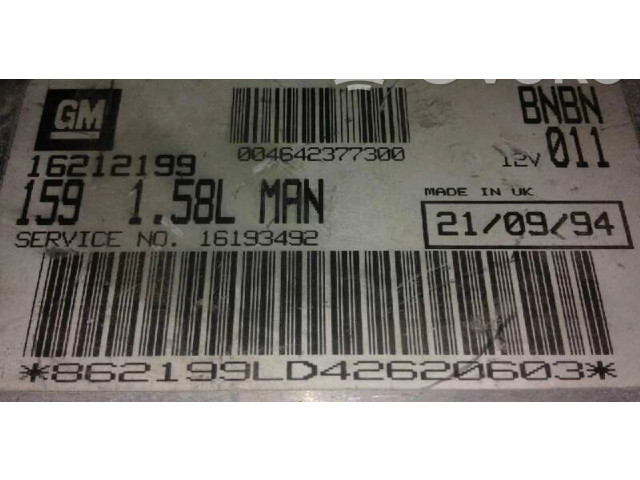 GM
004642377300
BNBN
16212199
12V 011
159 1.58L MAN
MADE IN UK
SERVICE NO. 16193492
21/09/94
*862199LD42620603*